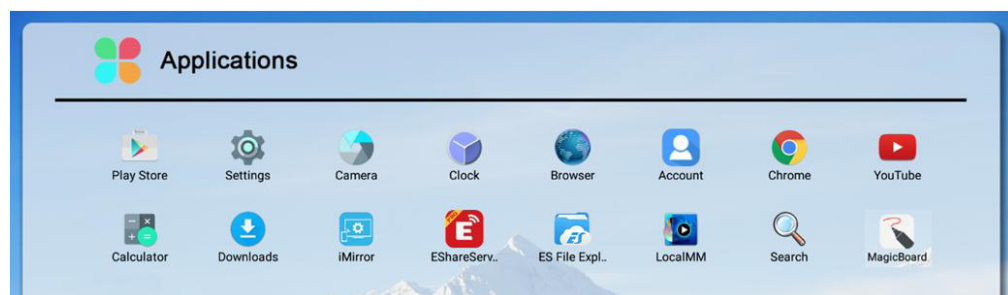 Applications
Play Store Settings Camera Clock Browser Account Chrome YouTube
Calculator Downloads iMirror EShareServ.. ES File Expl.. LocalMM Search MagicBoard